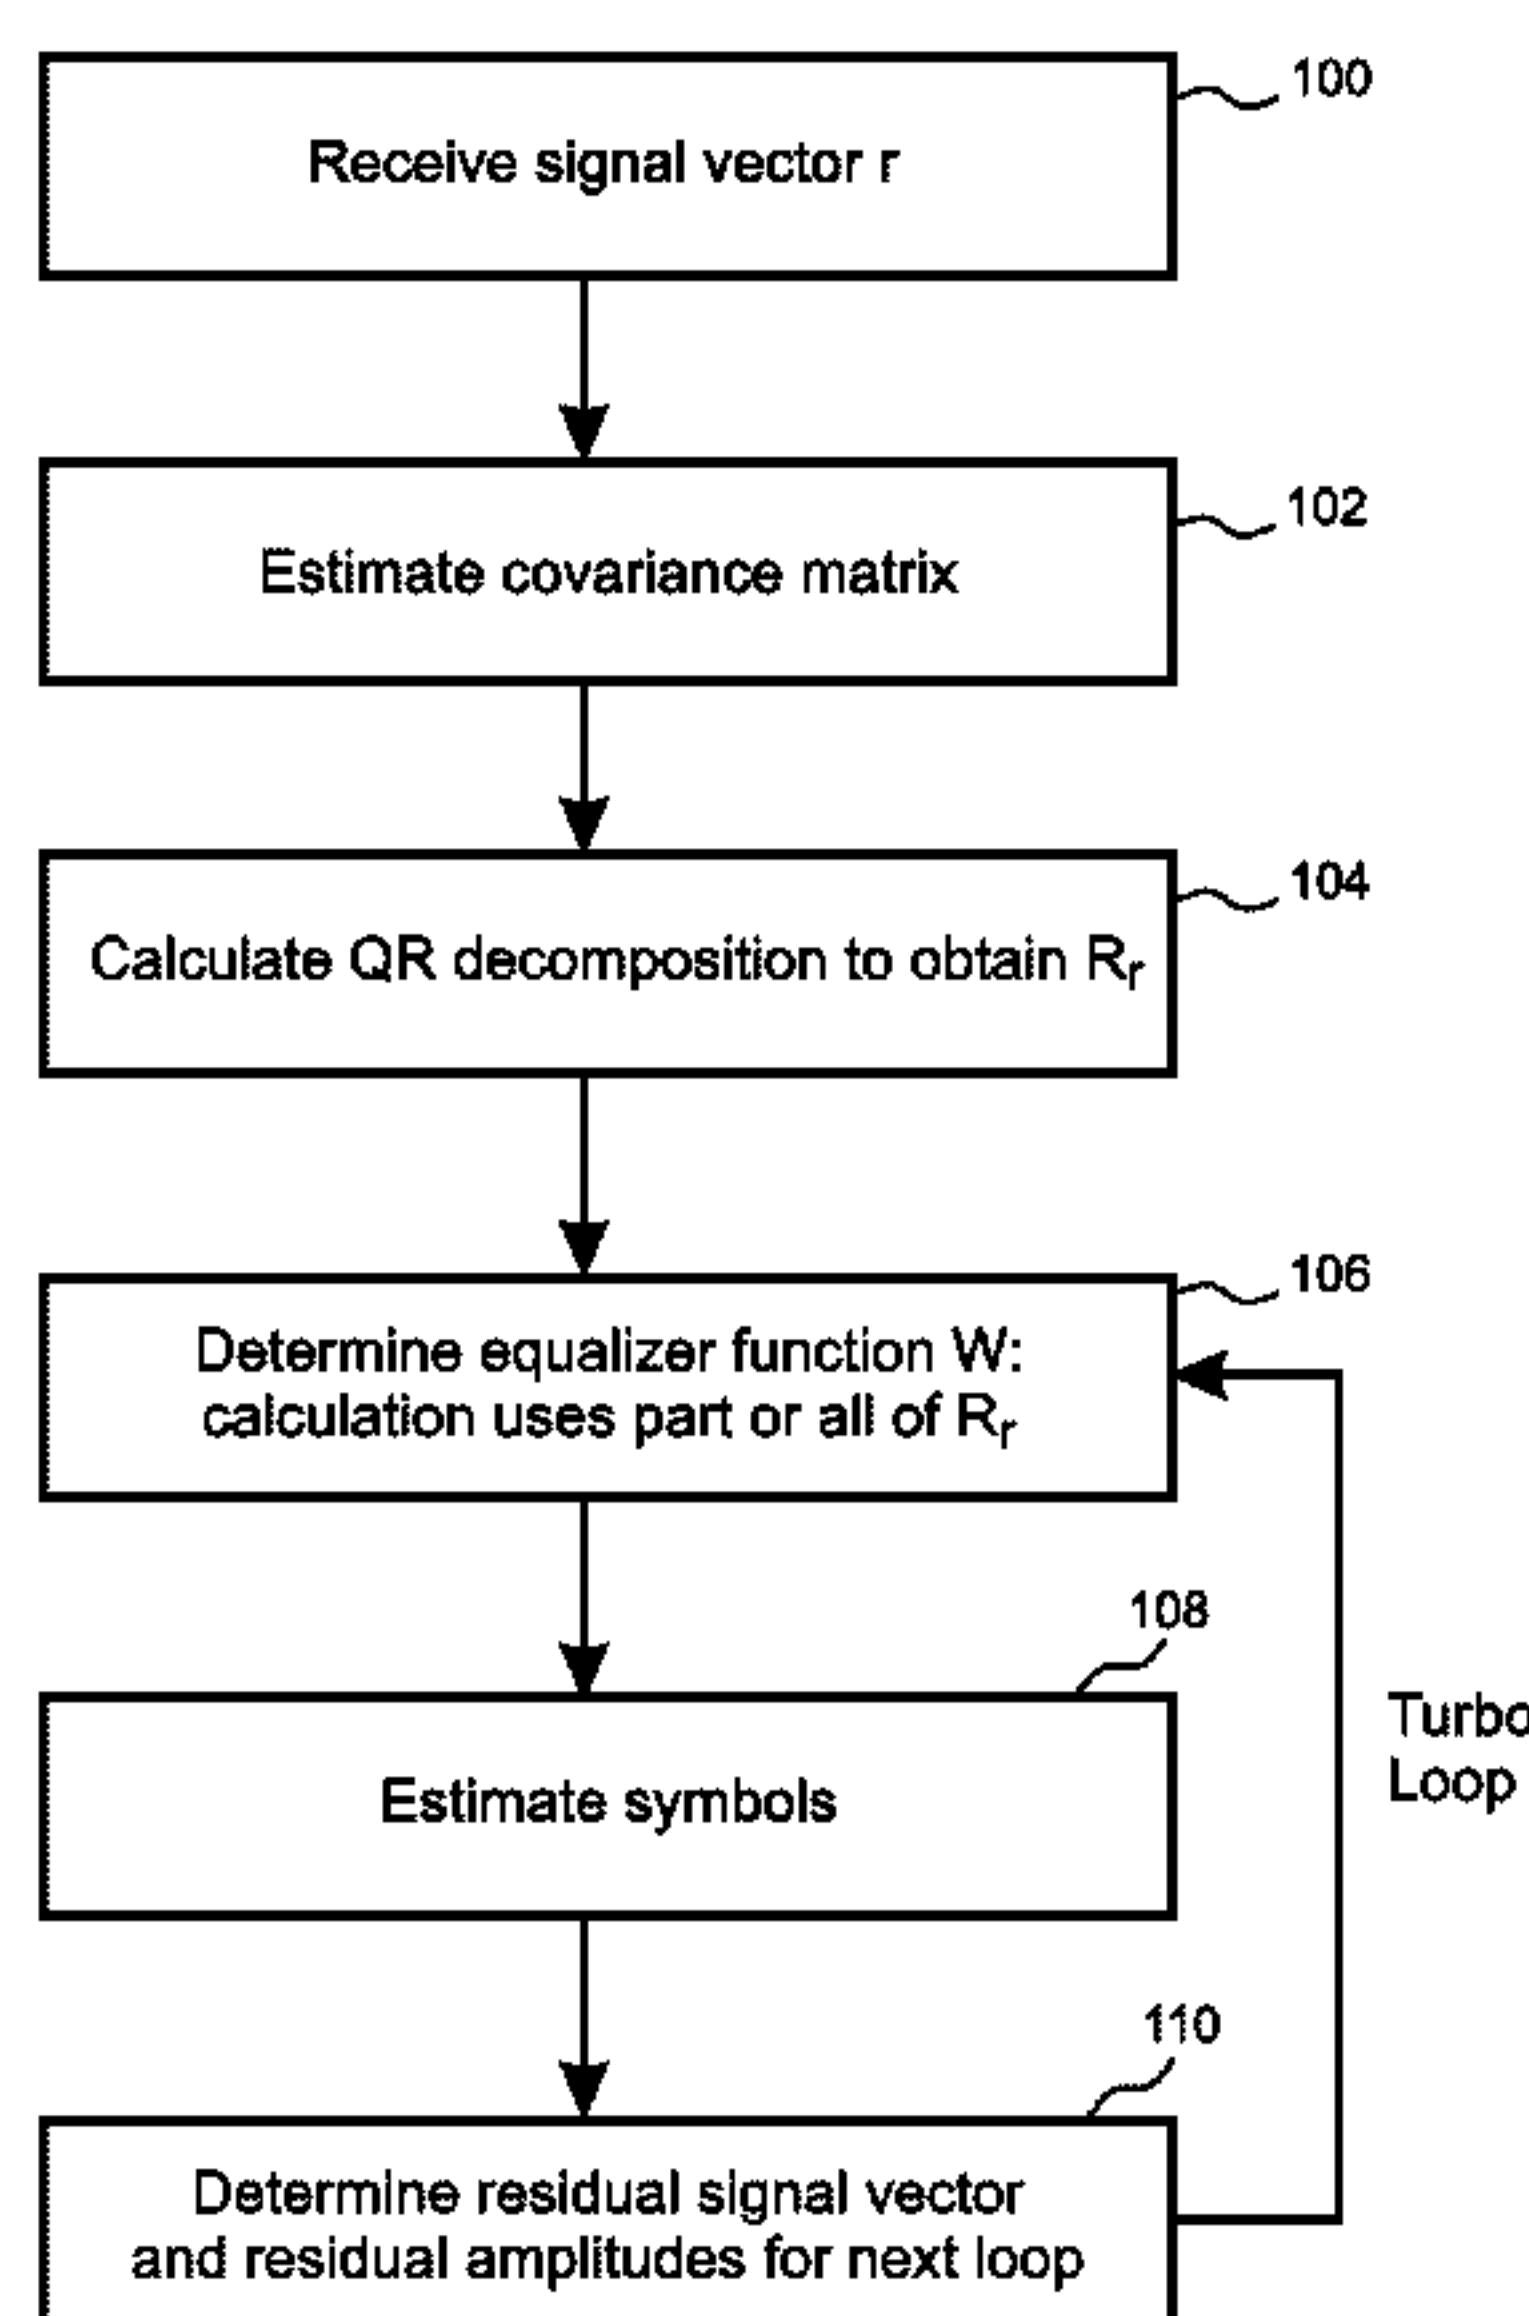 100
Receive signal vector r
102
Estimate covariance matrix
104
Calculate QR decomposition to obtain Rr
106
Determine equalizer function W:
calculation uses part or all of Rr
108
Estimate symbols
Turbo
Loop
110
Determine residual signal vector
and residual amplitudes for next loop